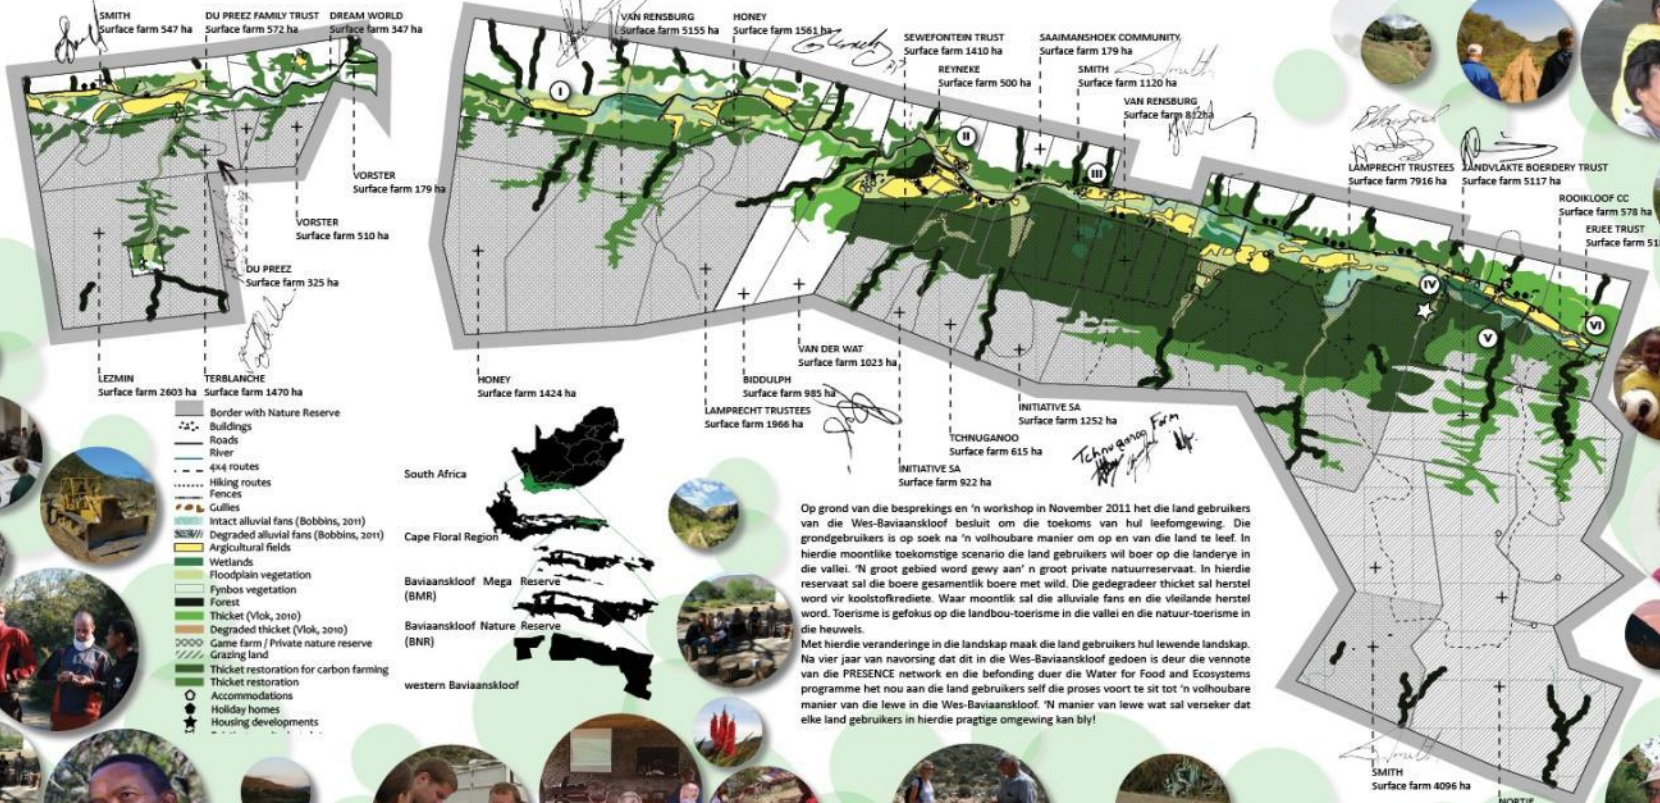 SMITH
Surface farm 547 ha
DU PREEZ FAMILY TRUST
Surface farm 572 ha
DREAM WORLD
Surface farm 347 ha
VAN RENSBURG
Surface farm 5155 ha
HONEY
Surface farm 1561 ha
SEWEFONTEIN TRUST
Surface farm 1410 ha
REYNEKE
Surface farm 500 ha
SAAIMANSHOEK COMMUNITY
Surface farm 179 ha
SMITH
Surface farm 1120 ha
Smith
VAN RENSBURG
Surface farm 812ha
LAMPRECHT TRUSTEES
Surface farm 7916 ha
ZANDVLAKTE BOERDERY TRUST
Surface farm 5117 ha
ROOIKLOOF CC
Surface farm 578 ha
ERJEE TRUST
Surface farm 51
I
II
III
IV
V
VI
VORSTER
Surface farm 179 ha
VORSTER
Surface farm 510 ha
DU PREEZ
Surface farm 325 ha
LEZMIN
Surface farm 2603 ha
TERBLANCHE
Surface farm 1470 ha
HONEY
Surface farm 1424 ha
VAN DER WAT
Surface farm 1023 ha
BIDDULPH
Surface farm 985 ha
LAMPRECHT TRUSTEES
Surface farm 1966 ha
INITIATIVE SA
Surface farm 1252 ha
TCHNUGANOO
Surface farm 615 ha
INITIATIVE SA
Surface farm 922 ha
Tchnuganoo Farm
Border with Nature Reserve
Buildings
Roads
River
4x4 routes
Hiking routes
Fences
Gullies
Intact alluvial fans (Bobbins, 2011)
Degraded alluvial fans (Bobbins, 2011)
Argicultural fields
Wetlands
Floodplain vegetation
Fynbos vegetation
Forest
Thicket (Vlok, 2010)
Degraded thicket (Vlok, 2010)
Game farm / Private nature reserve
Grazing land
Thicket restoration for carbon farming
Thicket restoration
Accommodations
Holiday homes
Housing developments
South Africa
Cape Floral Region
Baviaanskloof Mega Reserve
(BMR)
Baviaanskloof Nature Reserve
(BNR)
western Baviaanskloof
Op grond van die besprekings en 'n workshop in November 2011 het die land gebruikers
van die Wes-Baviaanskloof besluit om die toekoms van hul leefomgewing. Die
grondgebruikers is op soek na 'n volhoubare manier om op en van die land te leef. In
hierdie moontlike toekomstige scenario die land gebruikers wil boer op die landerye in
die vallei. 'N groot gebied word gewy aan' n groot private natuurreservaat. In hierdie
reservaat sal die boere gesamentlik boere met wild. Die gedegradeer thicket sal herstel
word vir koolstofkrediete. Waar moontlik sal die alluviale fans en die vleilande herstel
word. Toerisme is gefokus op die landbou-toerisme in die vallei en die natuur-toerisme in
die heuwels.
Met hierdie veranderinge in die landskap maak die land gebruikers hul lewende landskap.
Na vier jaar van navorsing dat dit in die Wes-Baviaanskloof gedoen is deur die vennote
van die PRESENCE network en die befonding duer die Water for Food and Ecosystems
programme het nou aan die land gebruikers self die proses voort te sit tot 'n volhoubare
manier van die lewe in die Wes-Baviaanskloof. 'N manier van lewe wat sal verseker dat
elke land gebruikers in hierdie pragtige omgewing kan bly!
Smith
SMITH
Surface farm 4096 ha
NORTJE